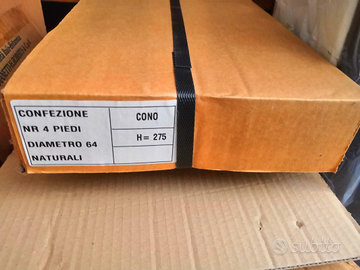 CONFEZIONE
NR 4 PIEDI
DIAMETRO 64
NATURALI
CONO
H= 275
subito